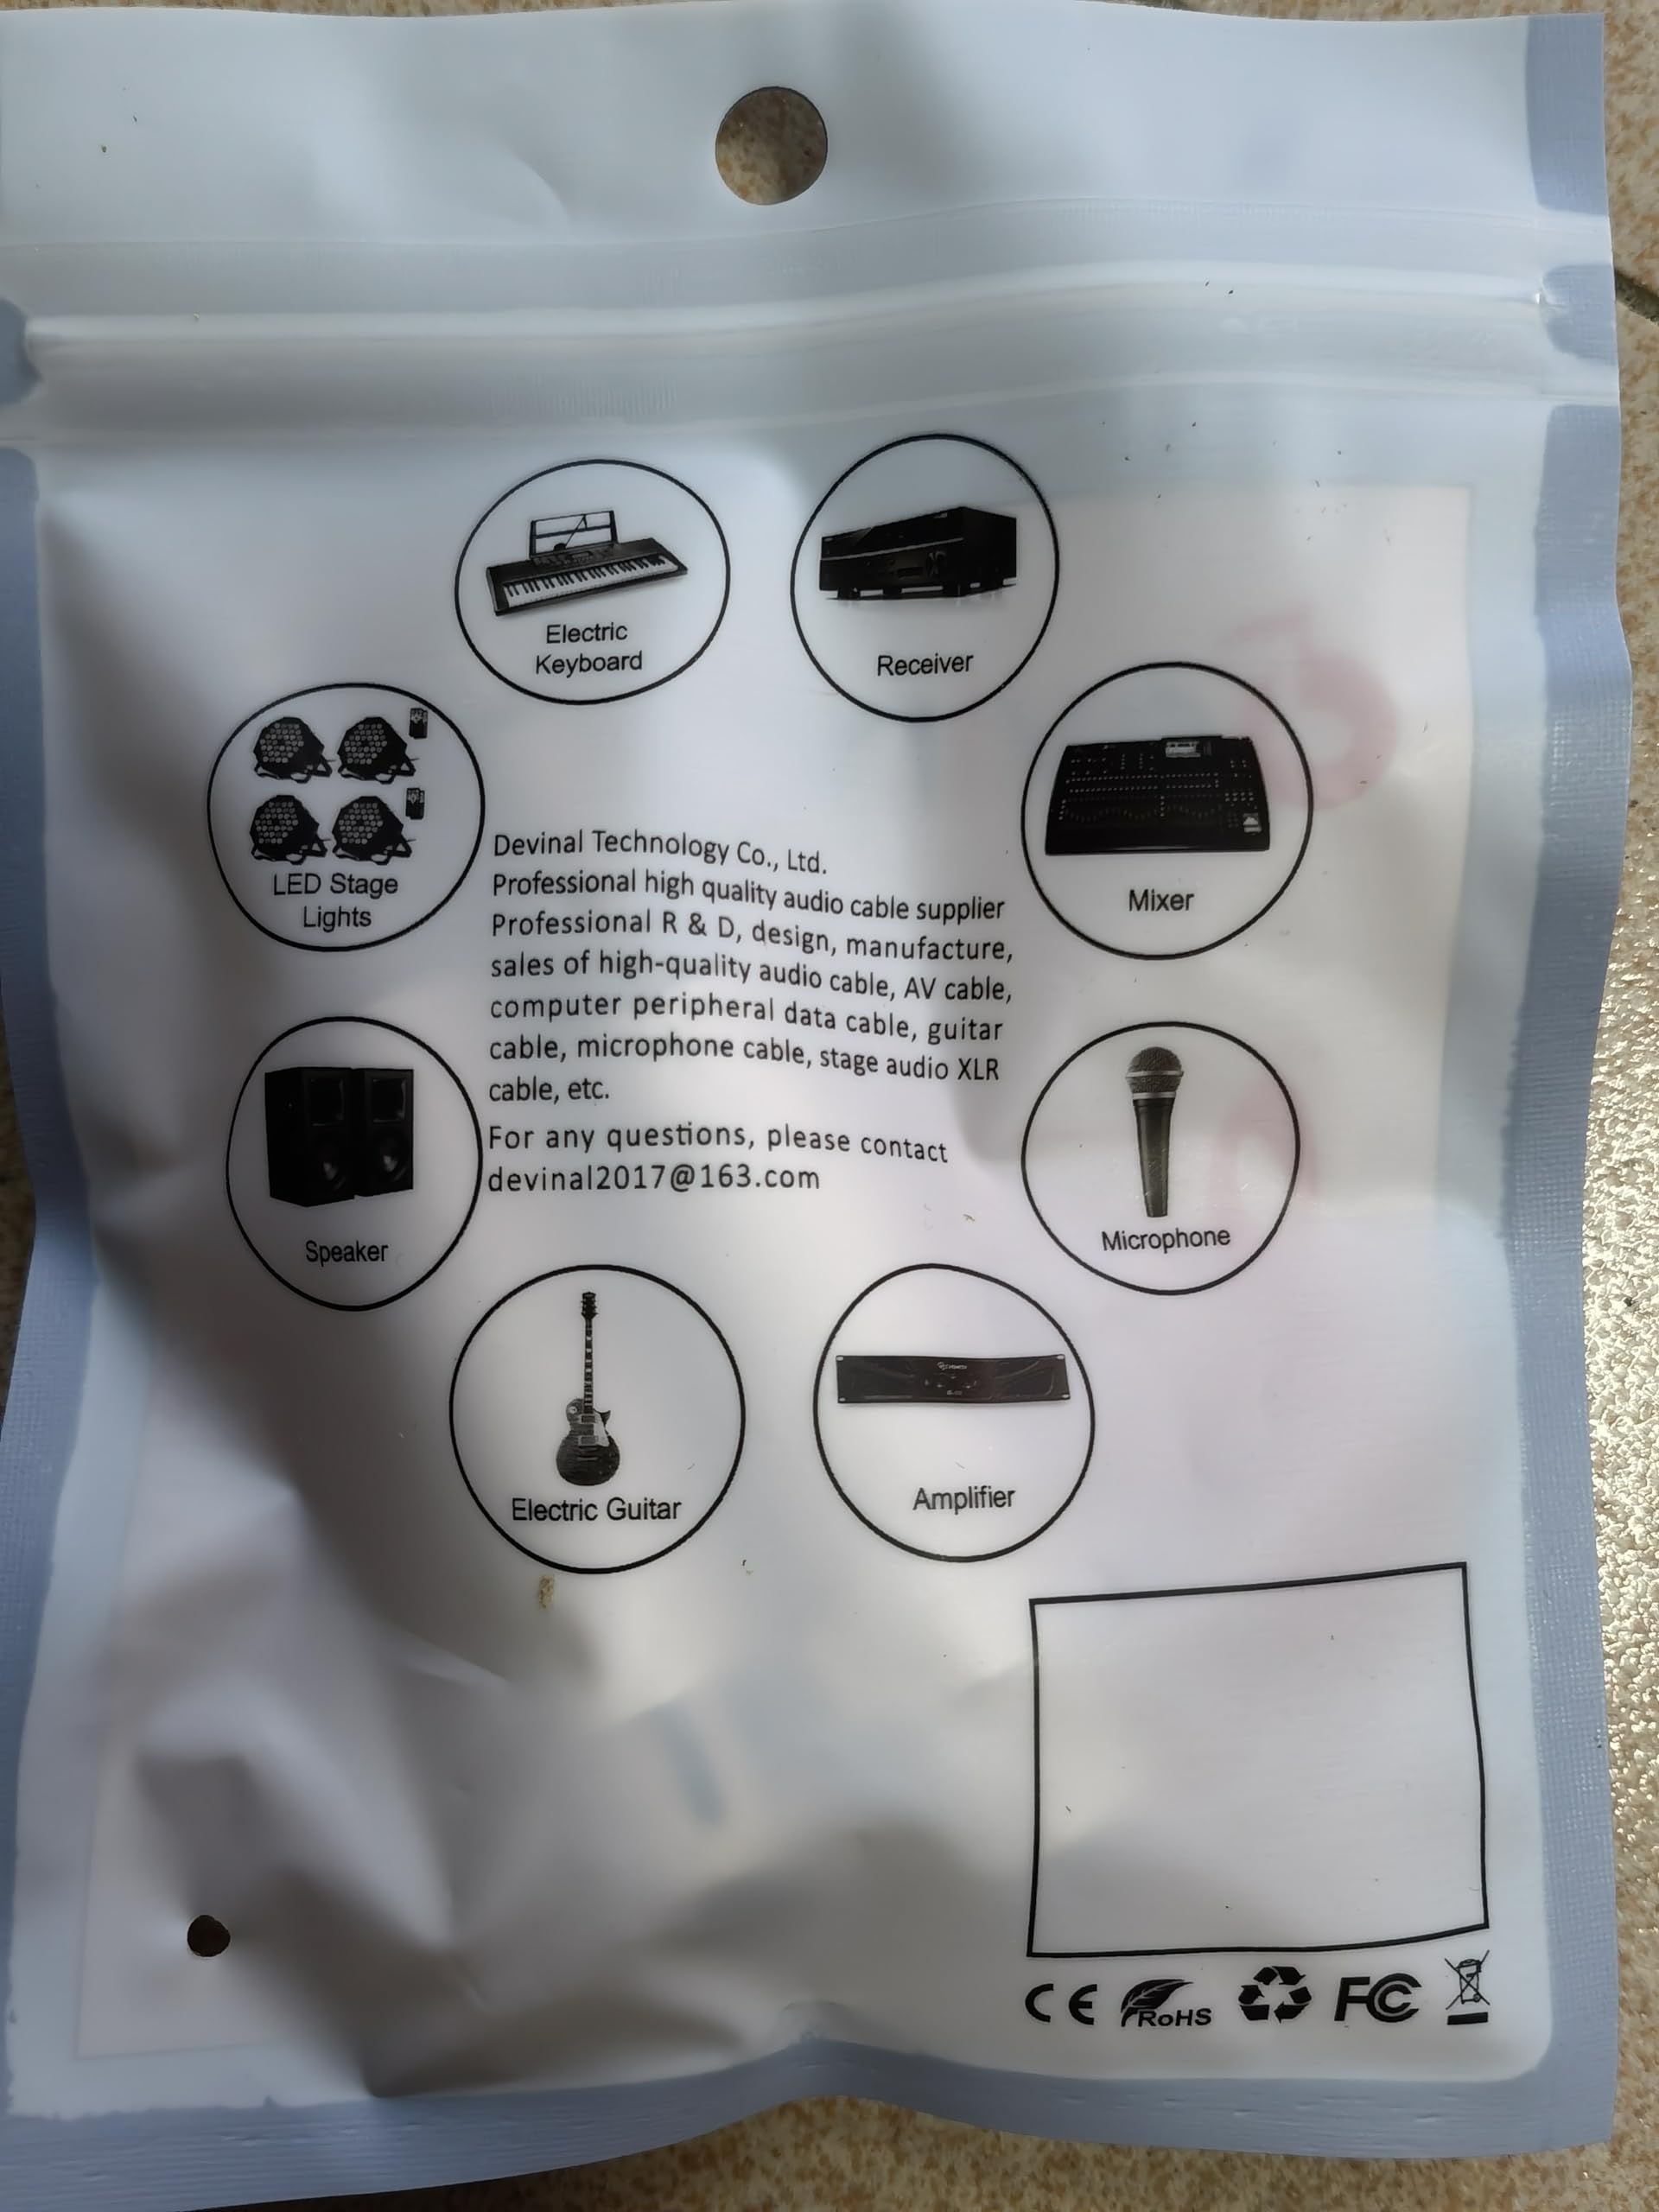 Electric
Keyboard
Receiver
LED Stage
Lights
Mixer
Devinal Technology Co., Ltd.
Professional high quality audio cable supplier
Professional R & D, design, manufacture,
sales of high-quality audio cable, AV cable,
computer peripheral data cable, guitar
cable, microphone cable, stage audio XLR
cable, etc.
For any questions, please contact
devinal2017@163.com
Speaker
Microphone
Electric Guitar
Amplifier
CE RoHS FC